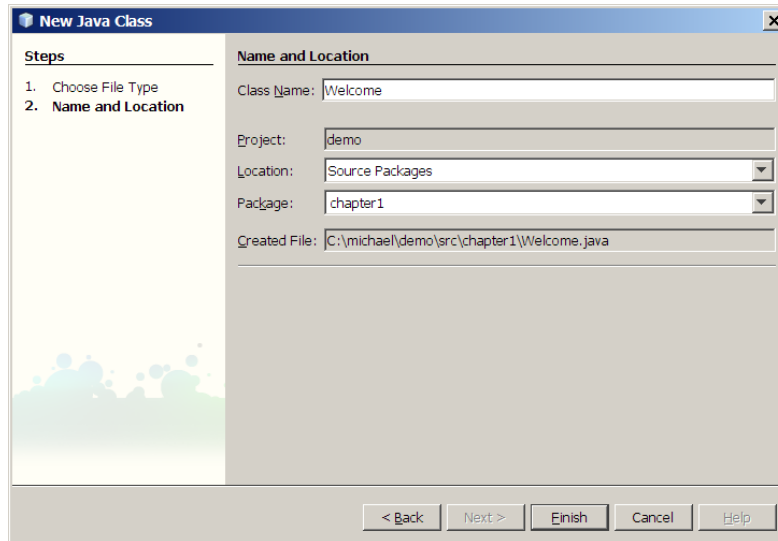 New Java Class
Steps
1. Choose File Type
2. Name and Location
Name and Location
Class Name: Welcome
Project: demo
Location: Source Packages
Package: chapter1
Created File: C:\michael\demo\src\chapter1\Welcome.java
< Back Next > Finish Cancel Help